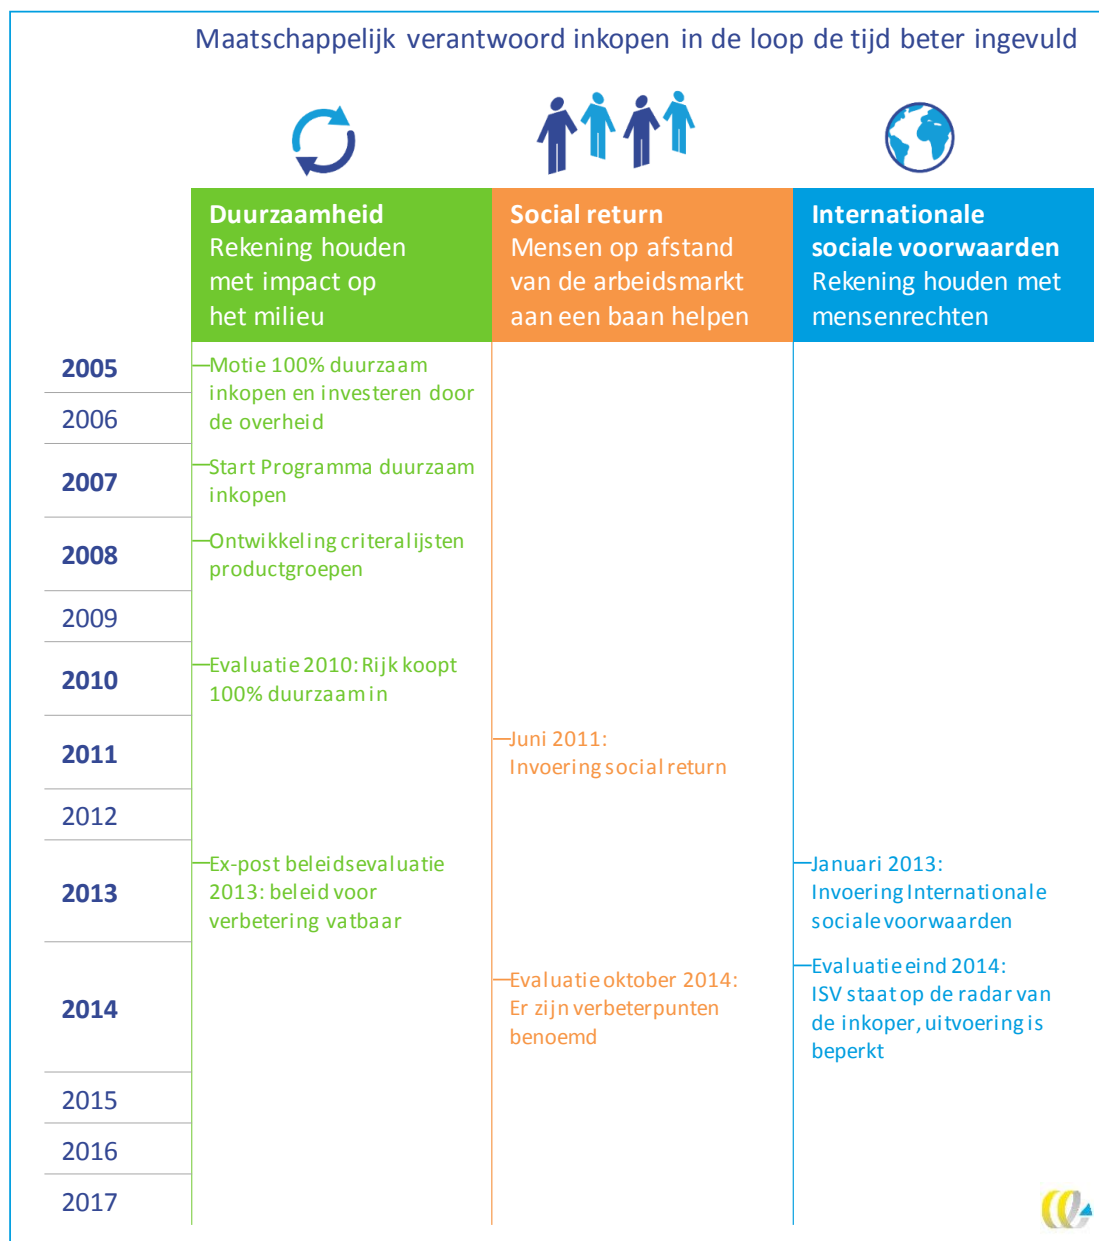 Maatschappelijk verantwoord inkopen in de loop de tijd beter ingevuld
Duurzaamheid
Rekening houden
met impact op
het milieu
Social return
Mensen op afstand
van de arbeidsmarkt
aan een baan helpen
Internationale
sociale voorwaarden
Rekening houden met
mensenrechten
2005
Motie 100% duurzaam
inkopen en investeren door
de overheid
2006
2007
Start Programma duurzaam
inkopen
2008
Ontwikkeling criteralijsten
productgroepen
2009
2010
Evaluatie 2010: Rijk koopt
100% duurzaam in
2011
Juni 2011:
Invoering social return
2012
2013
Ex-post beleidsevaluatie
2013: beleid voor
verbetering vatbaar
Januari 2013:
Invoering Internationale
sociale voorwaarden
2014
Evaluatie oktober 2014:
Er zijn verbeterpunten
benoemd
Evaluatie eind 2014:
ISV staat op de radar van
de inkoper, uitvoering is
beperkt
2015
2016
2017